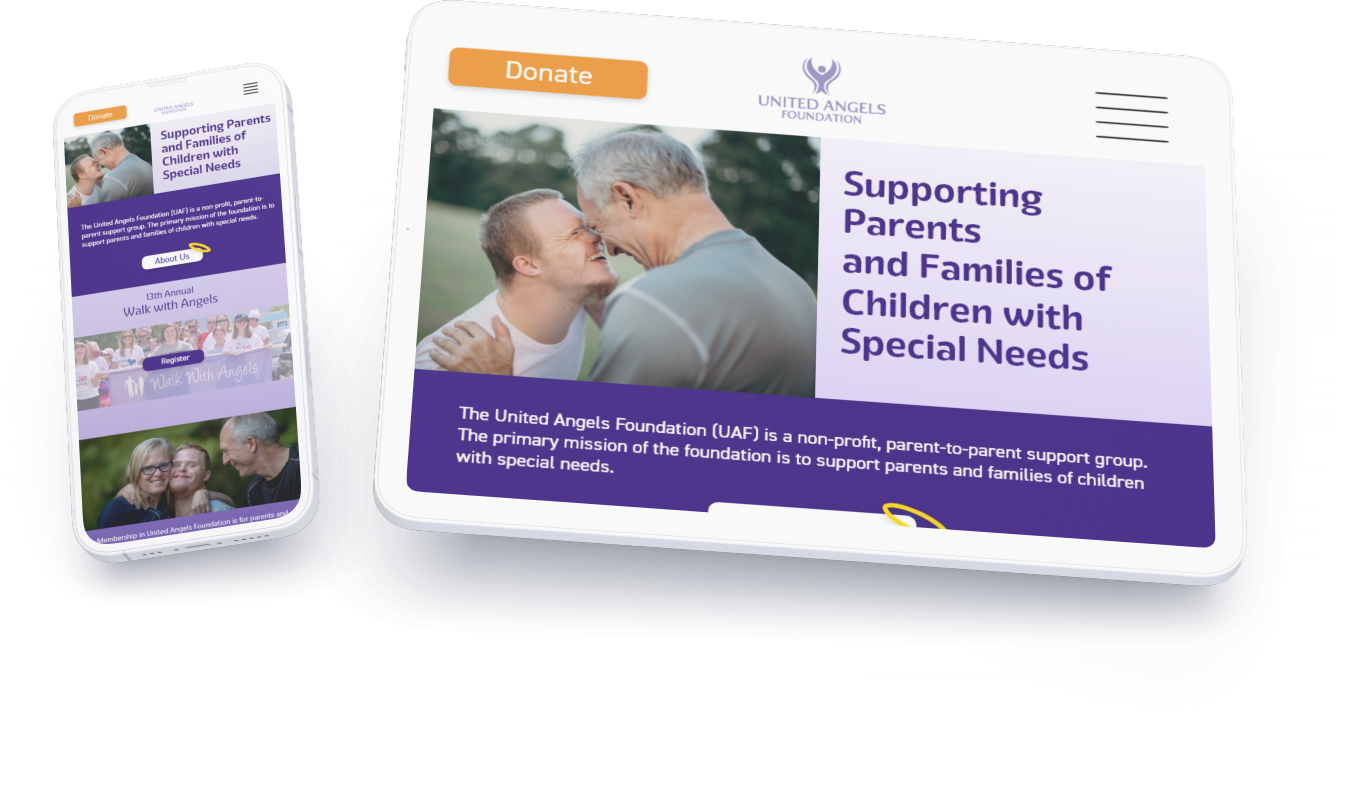 Donate
UNITED ANGELS
FOUNDATION
Supporting Parents
and Families of
Children with
Special Needs
The United Angels Foundation (UAF) is a non-profit, parent-to-
parent support group. The primary mission of the foundation is to
support parents and families of children with special needs.
About Us
13th Annual
Walk with Angels
Register
Walk With Angels
Membership in United Angels Foundation is for parents and
Donate
UNITED ANGELS
FOUNDATION
Supporting
Parents
and Families of
Children with
Special Needs
The United Angels Foundation (UAF) is a non-profit, parent-to-parent support group.
The primary mission of the foundation is to support parents and families of children
with special needs.